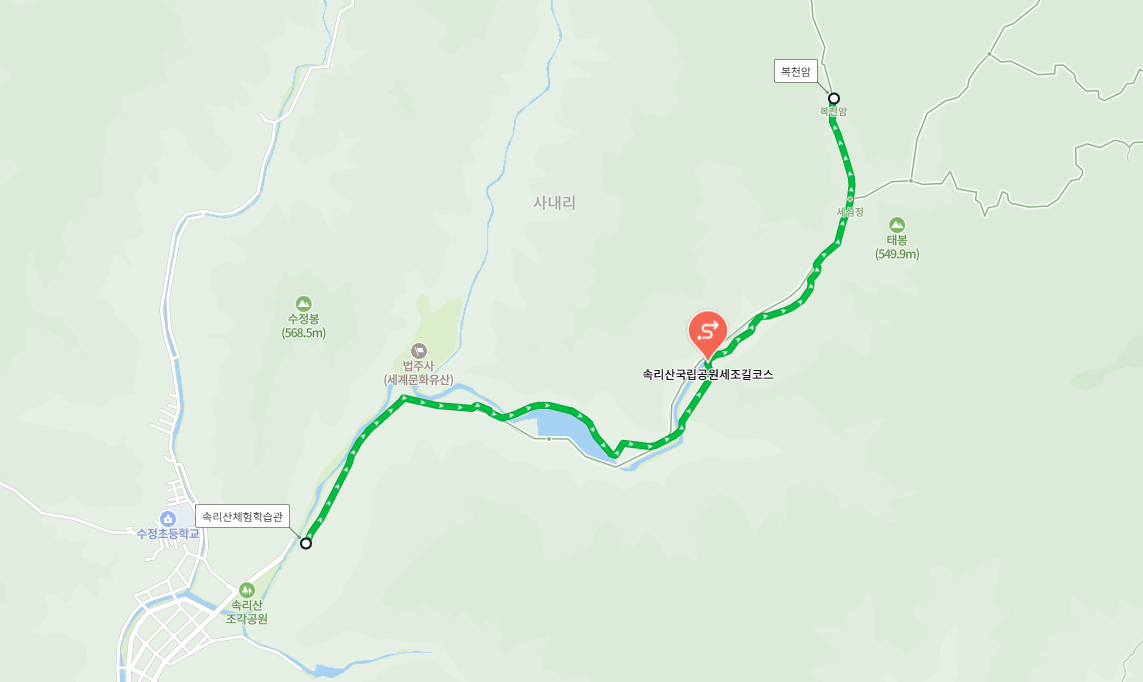 복천암
복천암
사내리
세심정
태봉
(549.9m)
수정봉
(568.5m)
법주사
(세계문화유산)
속리산국립공원세조길코스
속리산체험학습관
수정초등학교
속리산
조각공원